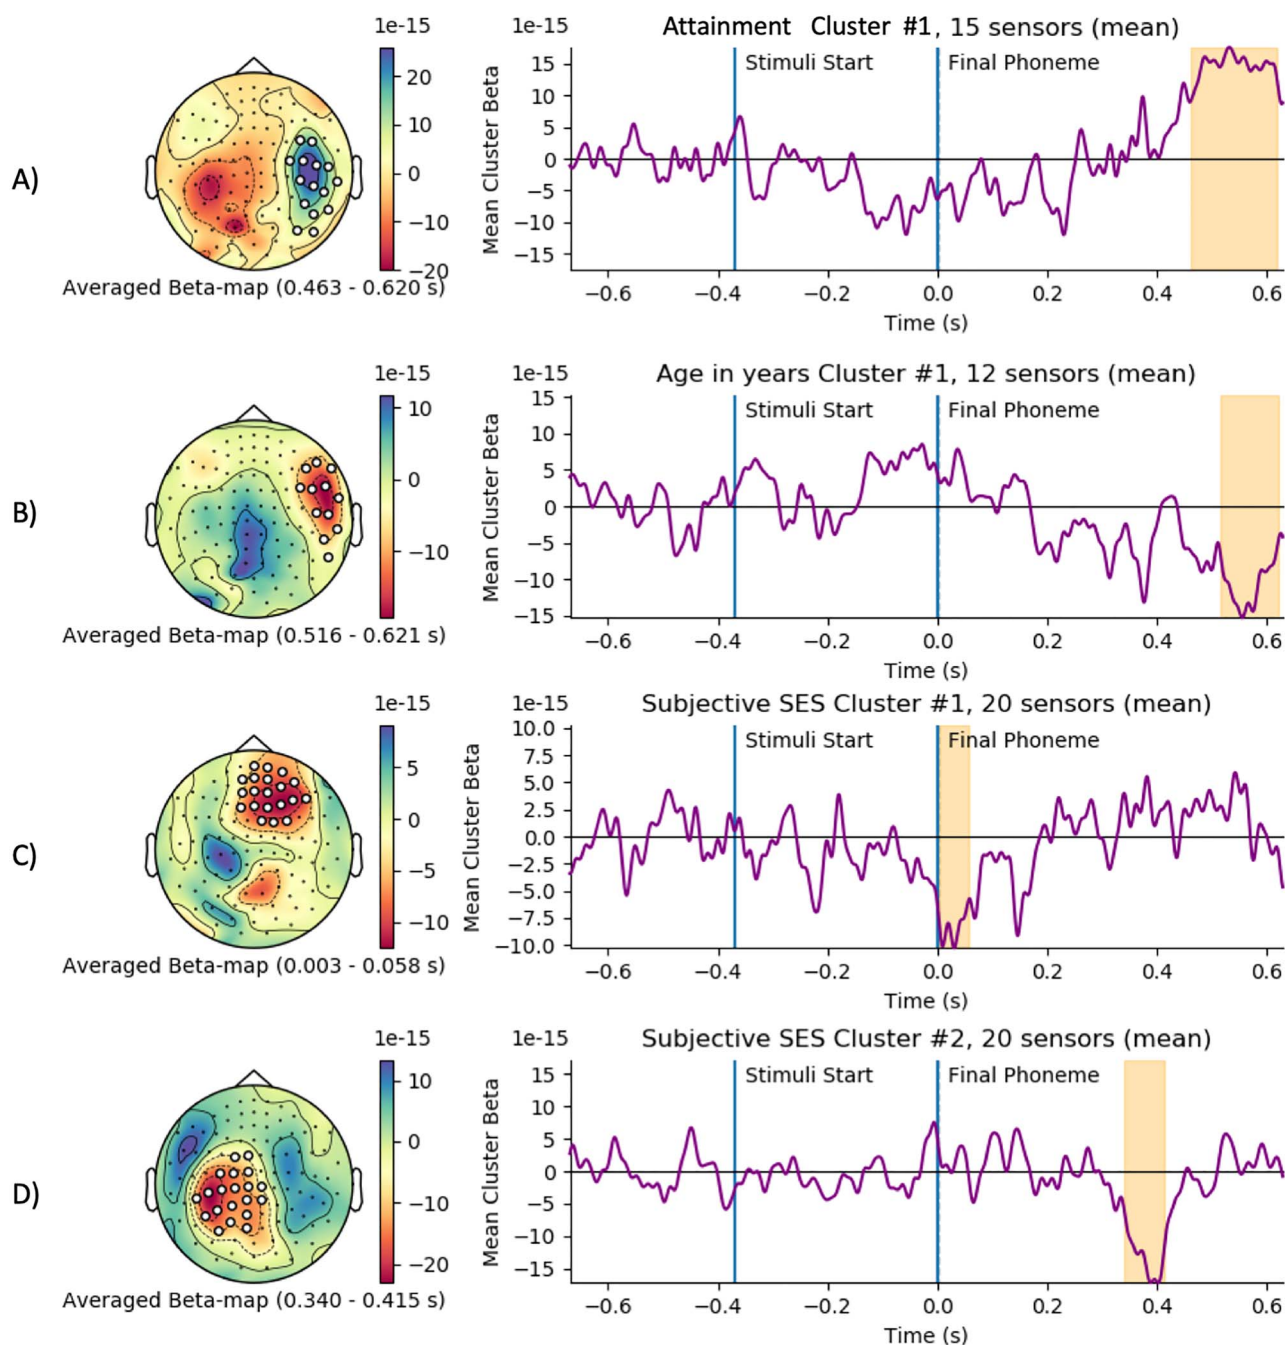 A)
1e-15
20
10
0
−10
−20
Averaged Beta-map (0.463 - 0.620 s)
Attainment Cluster #1, 15 sensors (mean)
1e-15
Mean Cluster Beta
15
10
5
0
−5
−10
−15
Stimuli Start
Final Phoneme
−0.6 −0.4 −0.2 0.0 0.2 0.4 0.6
Time (s)
B)
1e-15
10
0
−10
Averaged Beta-map (0.516 - 0.621 s)
Age in years Cluster #1, 12 sensors (mean)
1e-15
Mean Cluster Beta
15
10
5
0
−5
−10
−15
Stimuli Start
Final Phoneme
−0.6 −0.4 −0.2 0.0 0.2 0.4 0.6
Time (s)
C)
1e-15
5
0
−5
−10
Averaged Beta-map (0.003 - 0.058 s)
Subjective SES Cluster #1, 20 sensors (mean)
1e-15
Mean Cluster Beta
10.0
7.5
5.0
2.5
0.0
−2.5
−5.0
−7.5
−10.0
Stimuli Start
Final Phoneme
−0.6 −0.4 −0.2 0.0 0.2 0.4 0.6
Time (s)
D)
1e-15
10
0
−10
−20
Averaged Beta-map (0.340 - 0.415 s)
Subjective SES Cluster #2, 20 sensors (mean)
1e-15
Mean Cluster Beta
15
10
5
0
−5
−10
−15
Stimuli Start
Final Phoneme
−0.6 −0.4 −0.2 0.0 0.2 0.4 0.6
Time (s)